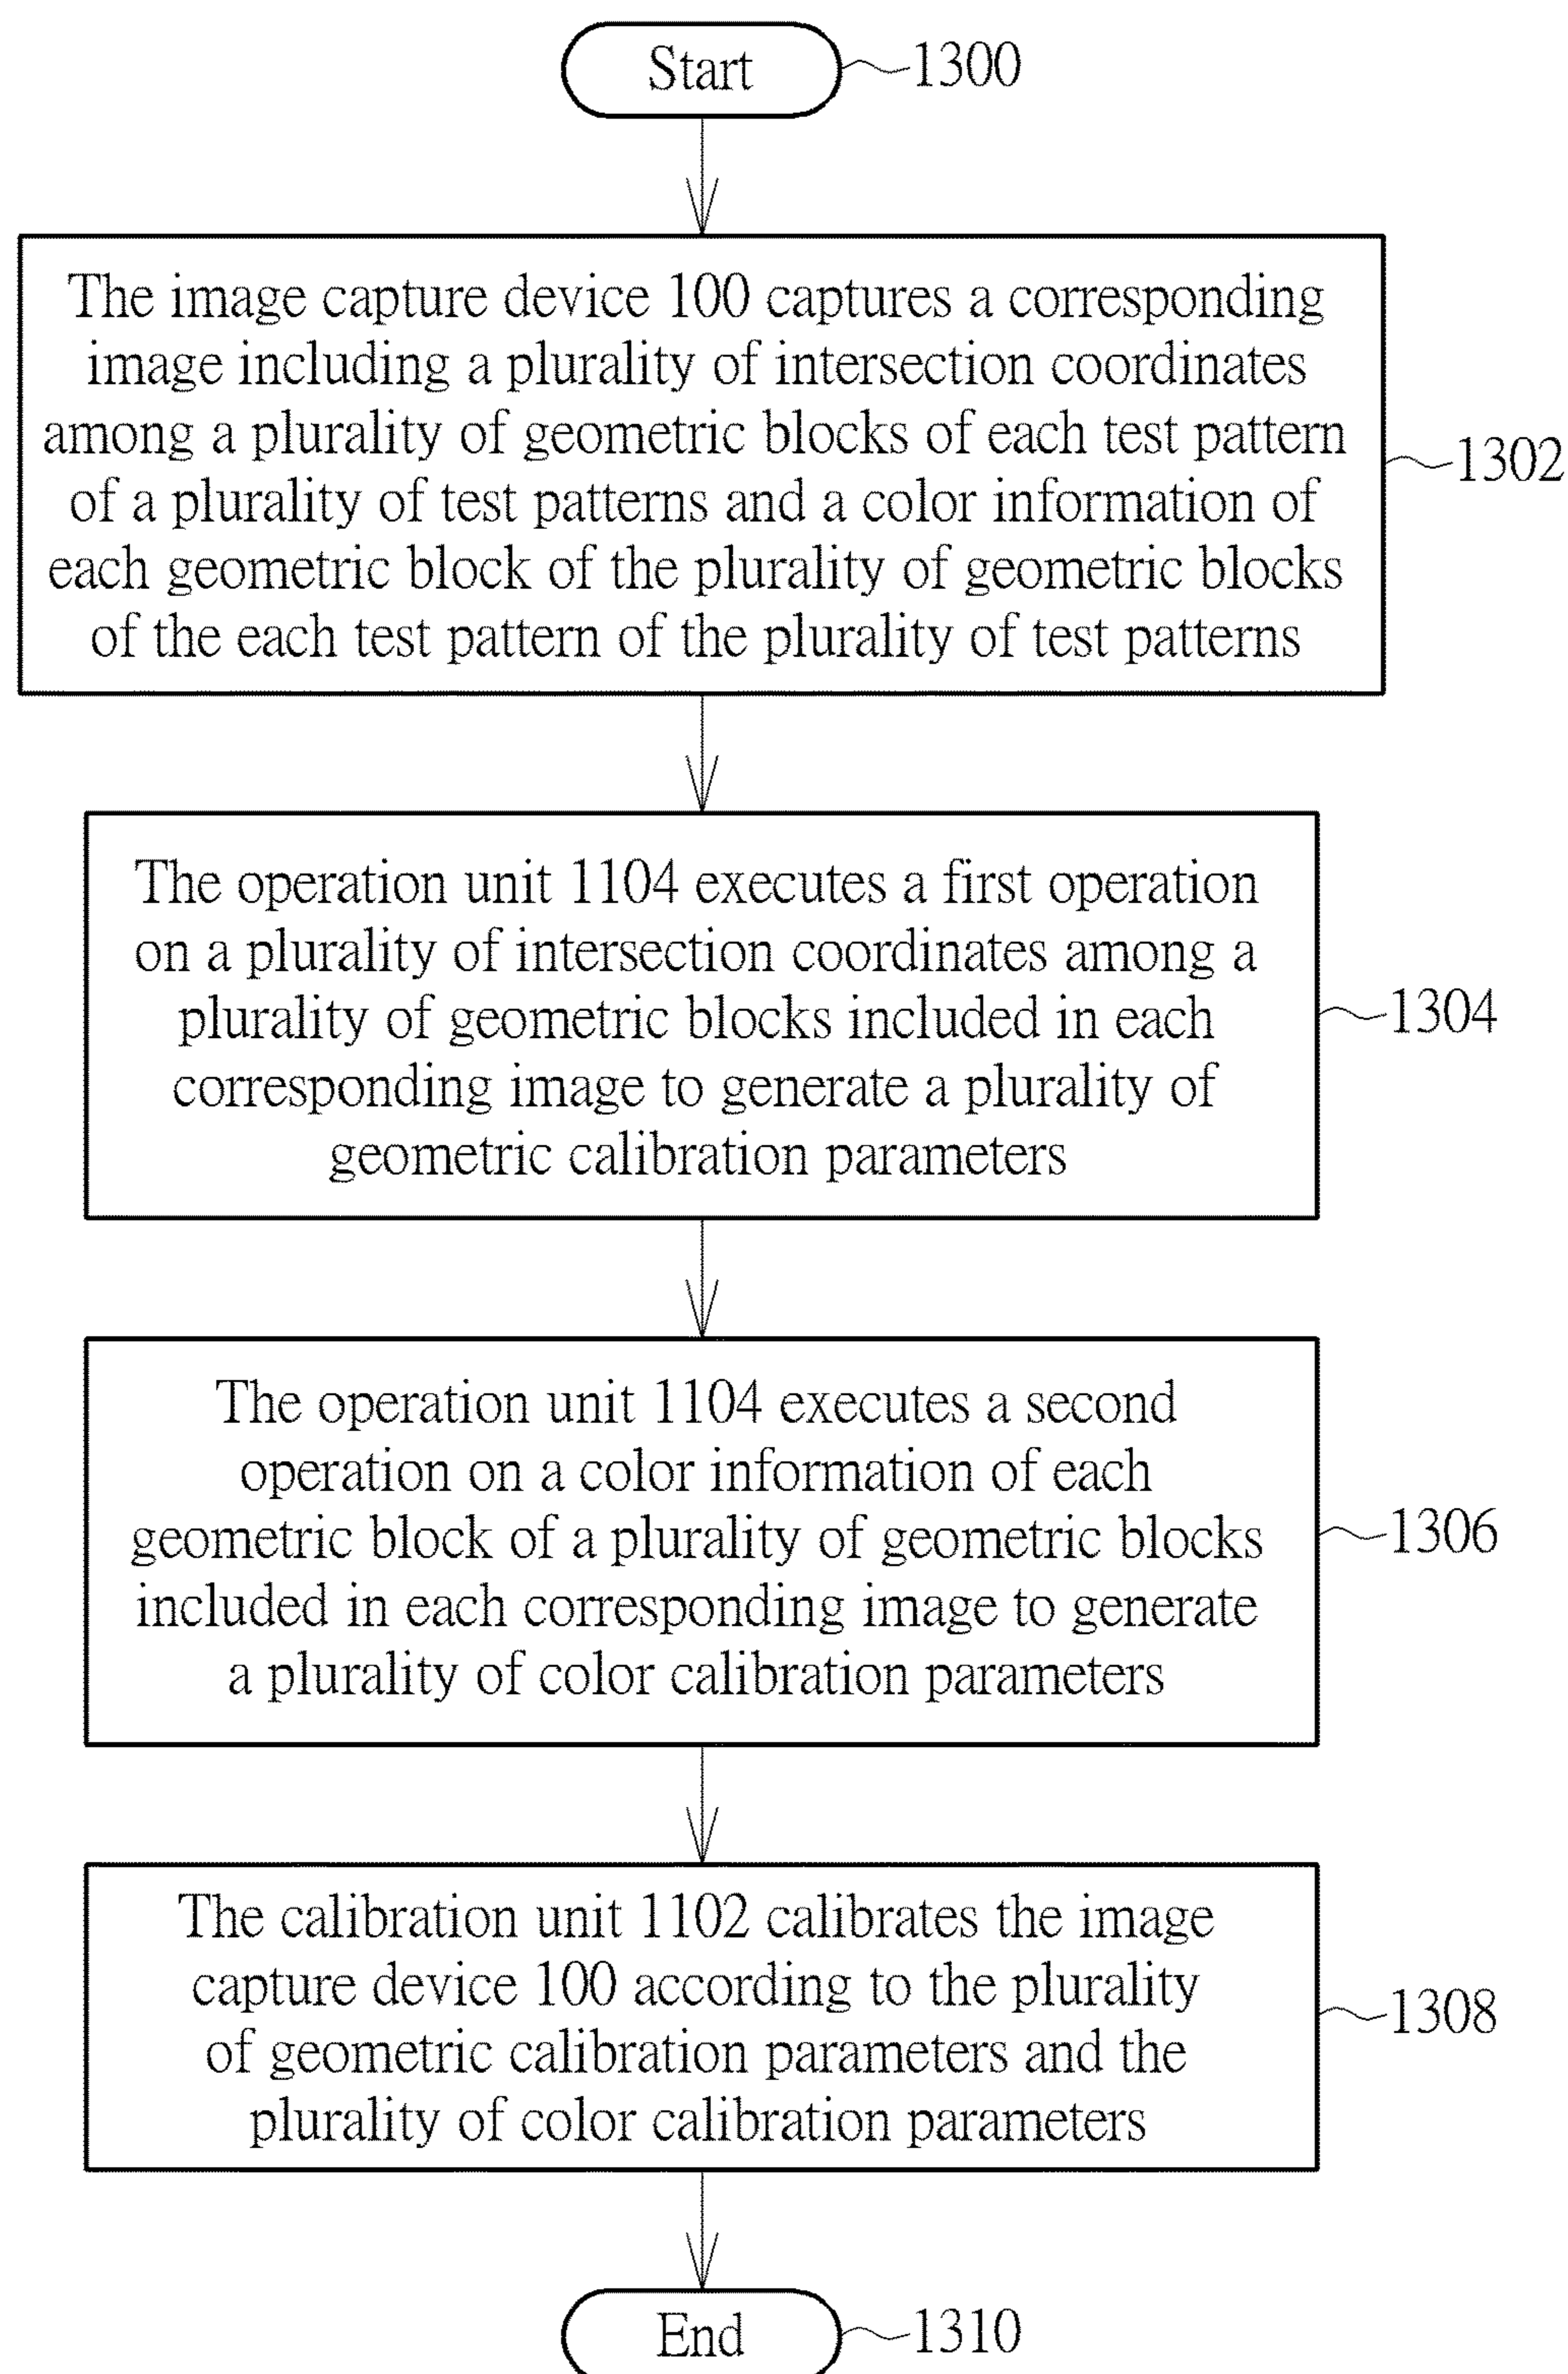 Start
1300
The image capture device 100 captures a corresponding
image including a plurality of intersection coordinates
among a plurality of geometric blocks of each test pattern
of a plurality of test patterns and a color information of
each geometric block of the plurality of geometric blocks
of the each test pattern of the plurality of test patterns
1302
The operation unit 1104 executes a first operation
on a plurality of intersection coordinates among a
plurality of geometric blocks included in each
corresponding image to generate a plurality of
geometric calibration parameters
1304
The operation unit 1104 executes a second
operation on a color information of each
geometric block of a plurality of geometric blocks
included in each corresponding image to generate
a plurality of color calibration parameters
1306
The calibration unit 1102 calibrates the image
capture device 100 according to the plurality
of geometric calibration parameters and the
plurality of color calibration parameters
1308
End
1310